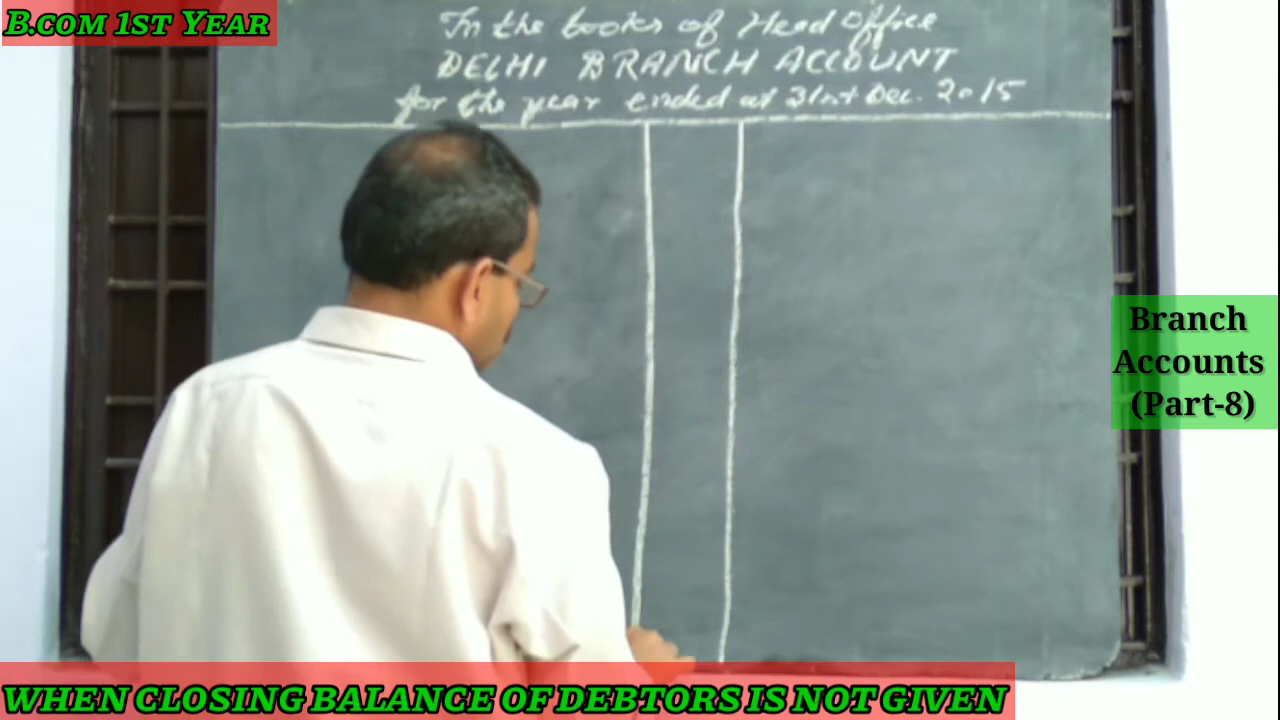 B.COM 1ST YEAR
In the books of Head Office
DELHI BRANCH ACCOUNT
for the year ended at 31st Dec. 2015
Branch
Accounts
(Part-8)
WHEN CLOSING BALANCE OF DEBTORS IS NOT GIVEN